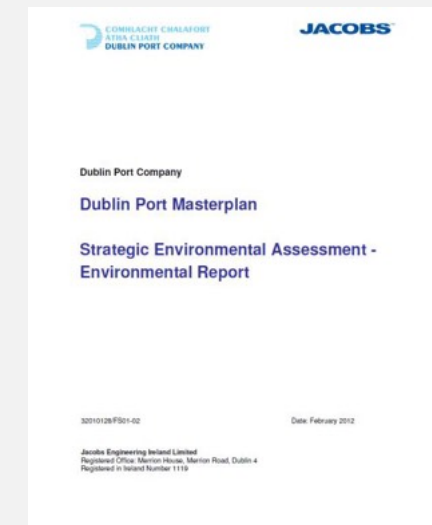 COMHLACHT CHALAFORT
ÁTHA CLIATH
DUBLIN PORT COMPANY
JACOBS™
Dublin Port Company
Dublin Port Masterplan
Strategic Environmental Assessment -
Environmental Report
32010128/FS01-02 Date: February 2012
Jacobs Engineering Ireland Limited
Registered Office: Merrion House, Merrion Road, Dublin 4
Registered in Ireland Number 1119